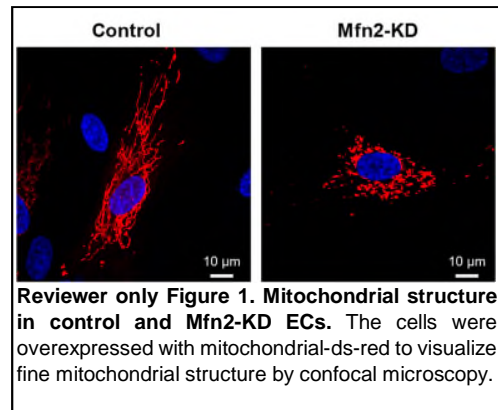 Control Mfn2-KD
10 μm 10 μm
Reviewer only Figure 1. Mitochondrial structure
in control and Mfn2-KD ECs. The cells were
overexpressed with mitochondrial-ds-red to visualize
fine mitochondrial structure by confocal microscopy.